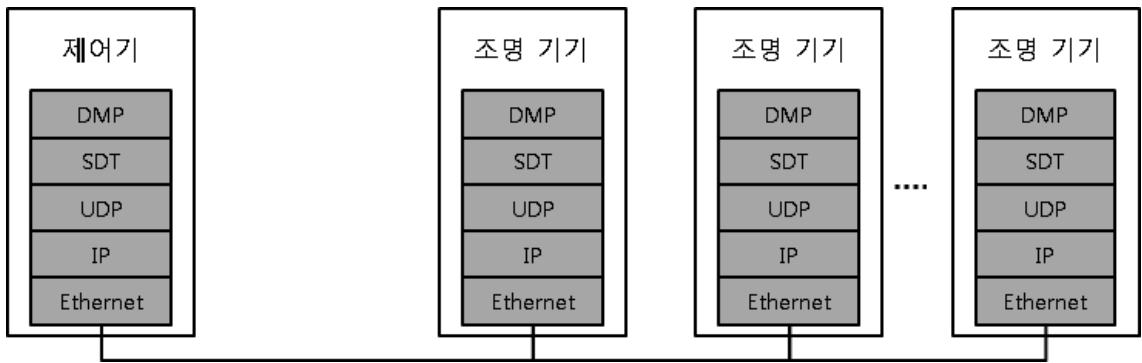 제어기
DMP
SDT
UDP
IP
Ethernet
조명 기기
DMP
SDT
UDP
IP
Ethernet
조명 기기
DMP
SDT
UDP
IP
Ethernet
....
조명 기기
DMP
SDT
UDP
IP
Ethernet